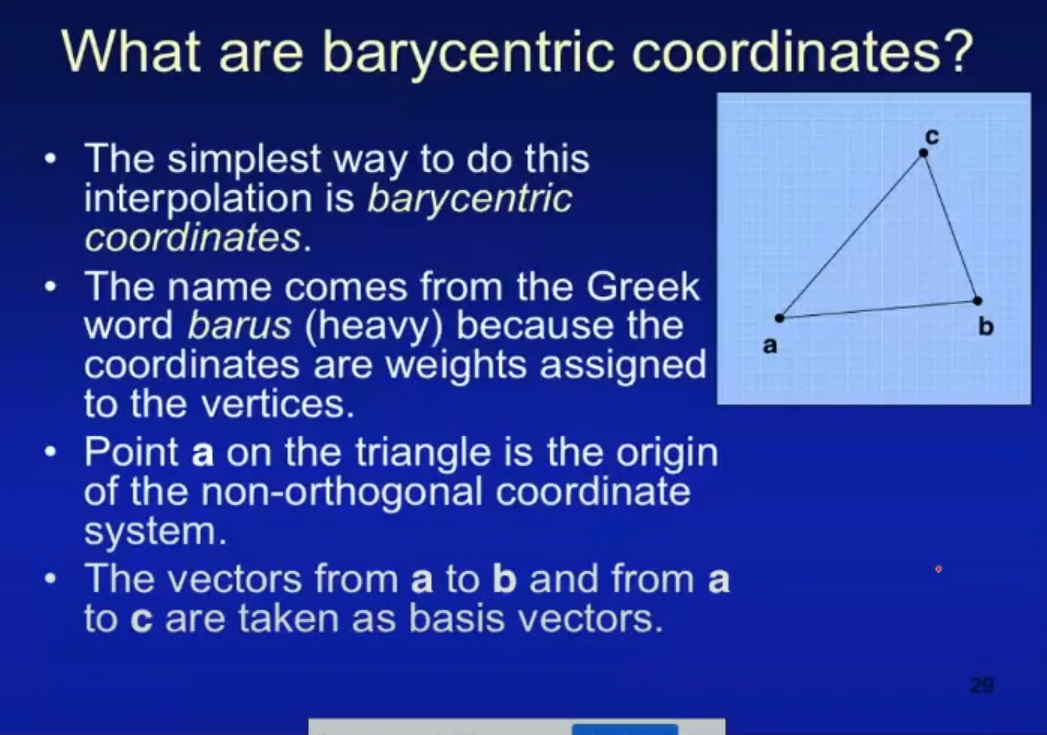 What are barycentric coordinates?
• The simplest way to do this
interpolation is barycentric
coordinates.
• The name comes from the Greek
word barus (heavy) because the
coordinates are weights assigned
to the vertices.
• Point a on the triangle is the origin
of the non-orthogonal coordinate
system.
• The vectors from a to b and from a
to c are taken as basis vectors.
c
b
a
29